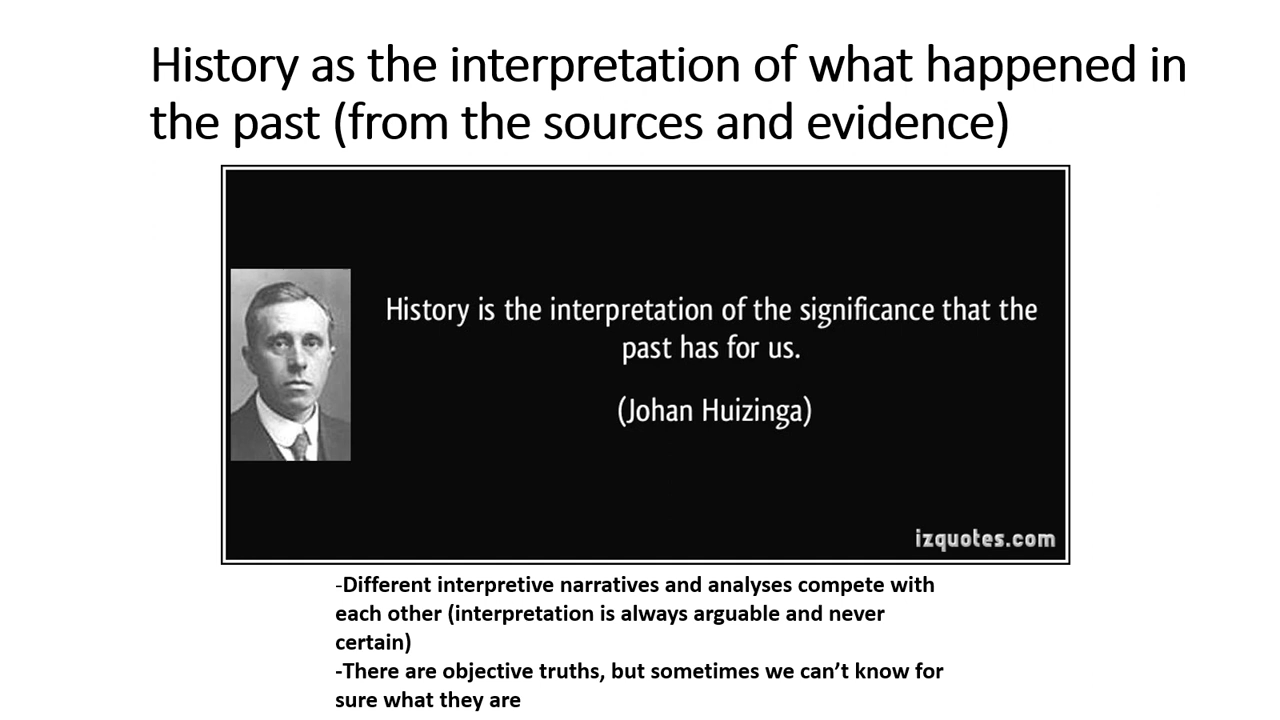 History as the interpretation of what happened in
the past (from the sources and evidence)
History is the interpretation of the significance that the
past has for us.
(Johan Huizinga)
izquotes.com
-Different interpretive narratives and analyses compete with
each other (interpretation is always arguable and never
certain)
-There are objective truths, but sometimes we can’t know for
sure what they are